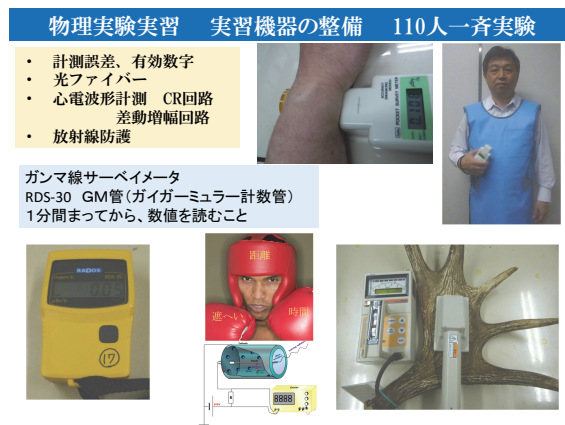 物理実験実習 実習機器の整備 110人一斉実験
・ 計測誤差、有効数字
・ 光ファイバー
・ 心電波形計測 CR回路
差動増幅回路
・ 放射線防護
ガンマ線サーベイメータ
RDS-30 GM管(ガイガーミュラー計数管)
1分間まってから、数値を読むこと
POCKET SURVEY METER
RADOS
⑰
距離
遮へい
時間
8888